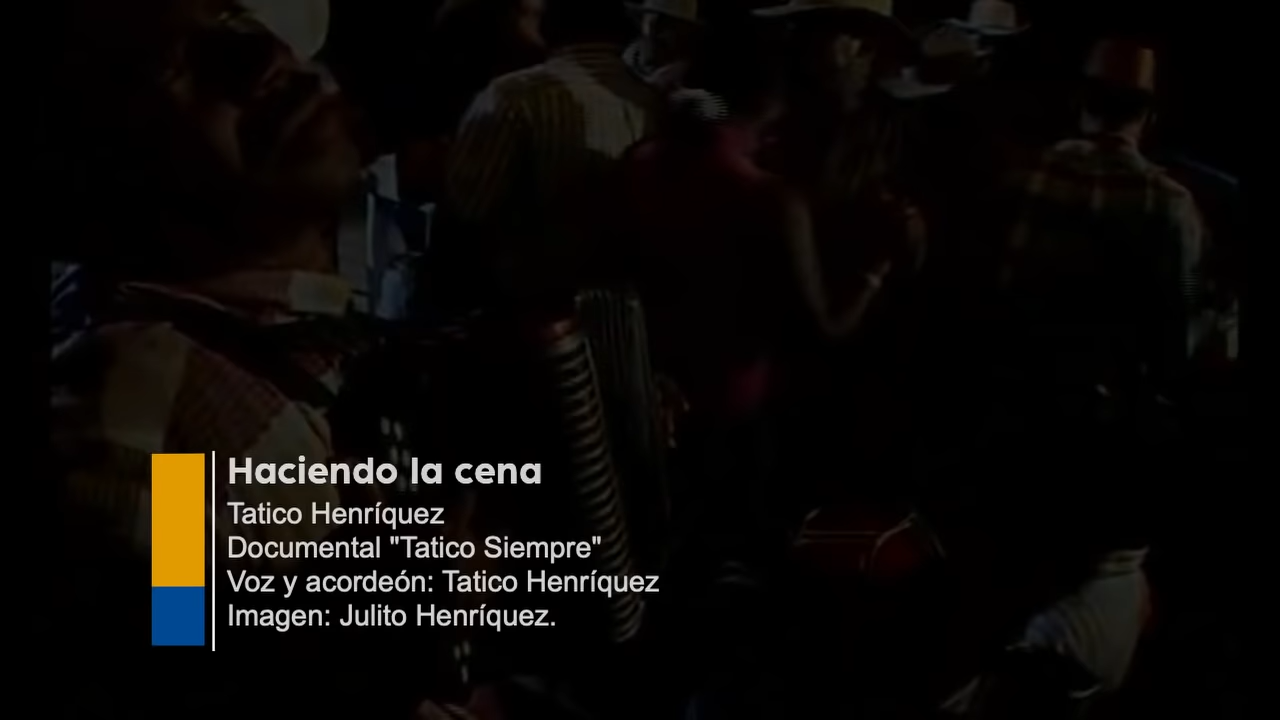 Haciendo la cena
Tatico Henríquez
Documental "Tatico Siempre"
Voz y acordeón: Tatico Henríquez
Imagen: Julito Henríquez.